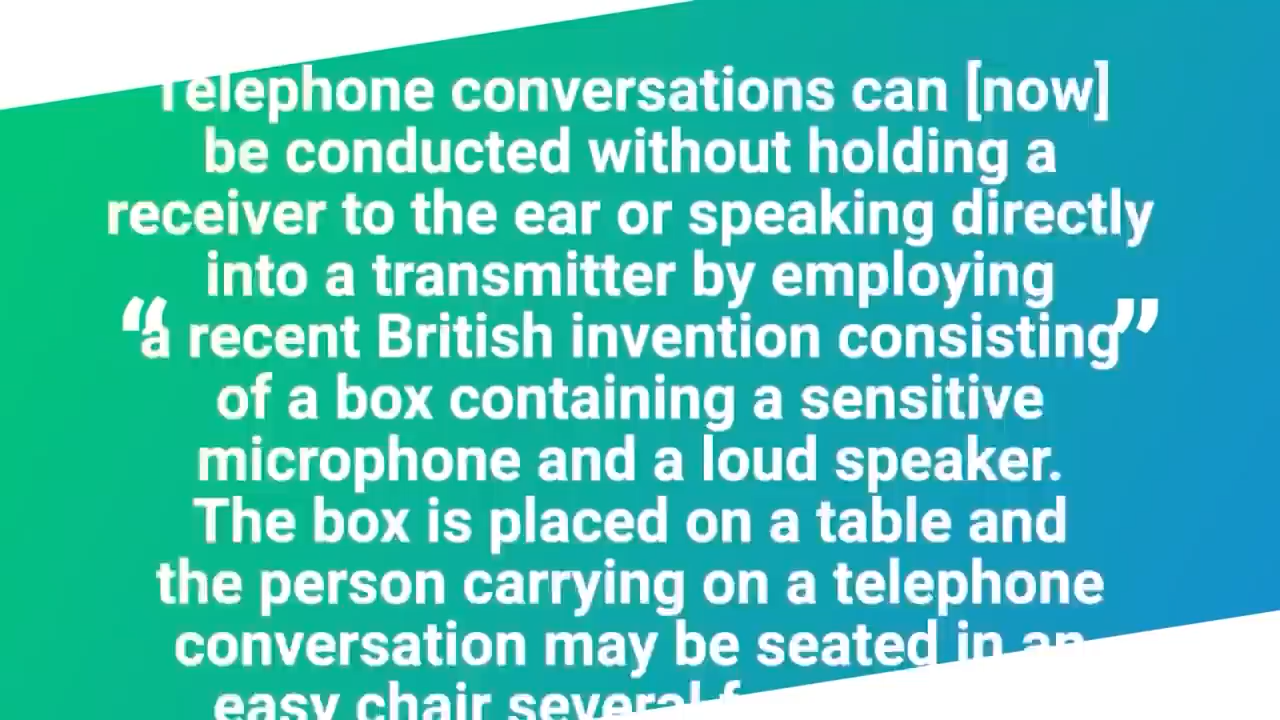 Telephone conversations can [now]
be conducted without holding a
receiver to the ear or speaking directly
into a transmitter by employing
“a recent British invention consisting”
of a box containing a sensitive
microphone and a loud speaker.
The box is placed on a table and
the person carrying on a telephone
conversation may be seated in an
easy chair several